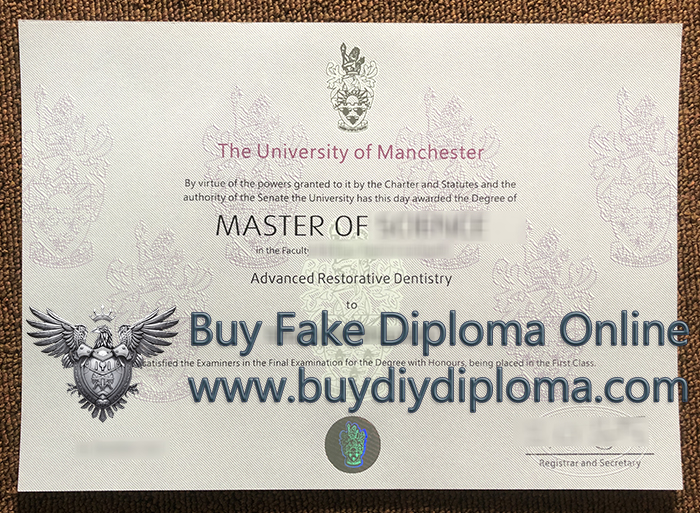 The University of Manchester
By virtue of the powers granted to it by the Charter and Statutes and the
authority of the Senate the University has this day awarded the Degree of
MASTER OF
in the Facult
Advanced Restorative Dentistry
to
Buy Fake Diploma Online
satisfied the Examiners in the Final Examination for the Degree with Honours, being placed in the First Class.
www.buydiydiploma.com
Registrar and Secretary